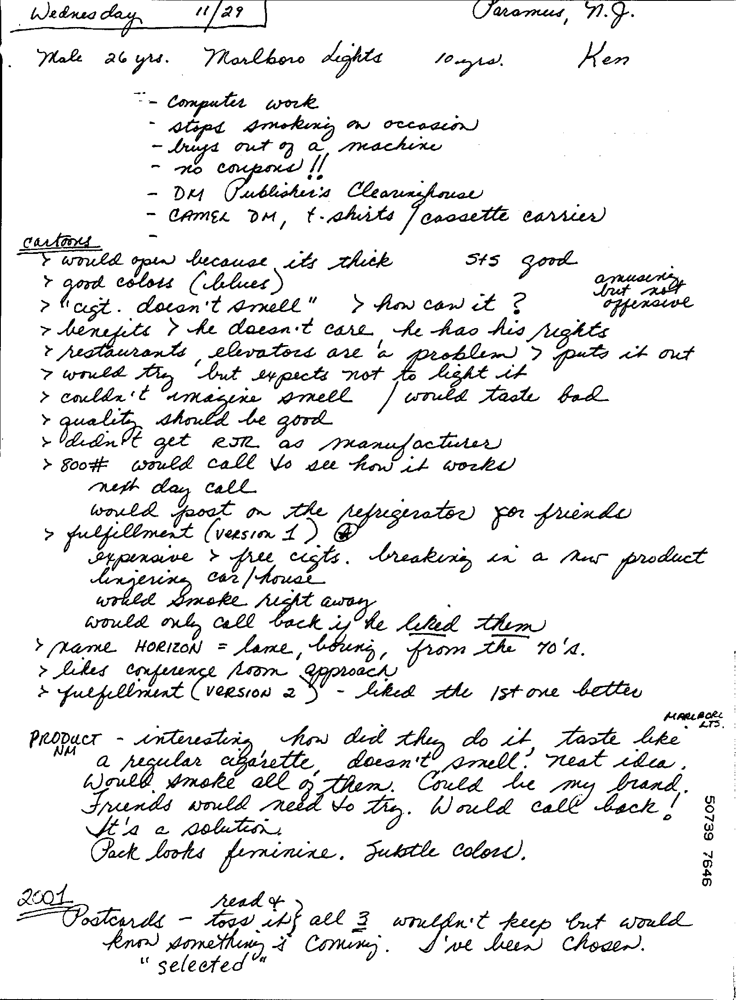 Wednesday 11/29 Paramus, N.J.
Male 26 yrs. Marlboro Lights 10 yrs. Ken
- computer work
- stops smoking on occasion
- buys out of a machine
- no coupons!!
- DM Publisher's Clearinghouse
- CAMEL DM, t-shirts / cassette carrier
-
cartoons
> would open because its thick S+S good
> good colors (blues) amusing but not offensive
> "cigt. doesn't smell" > how can it?
> benefits > he doesn't care, he has his rights
> restaurants, elevators are a problem > puts it out
> would try but expects not to light it
> couldn't imagine smell / would taste bad
> quality should be good
> didn't get RJR as manufacturer
> 800# would call to see how it works
next day call
would post on the refrigerator for friends
> fulfillment (VERSION 1)
expensive > free cigts. breaking in a new product
lingering car/house
would smoke right away
would only call back if he liked them
> name HORIZON = lame, boring, from the 70's.
> likes conference room approach
> fulfillment (VERSION 2) - liked the 1st one better
MARLBORO LTS.
PRODUCT - interesting how did they do it, taste like
NM
a regular cigarette, doesn't smell! neat idea.
Would smoke all of them. Could be my brand.
Friends would need to try. Would call back!
It's a solution.
Pack looks feminine. Subtle colors.
50739 7646
2001
Postcards - read & toss it} all 3 wouldn't keep but would
know something is coming. I've been chosen.
"selected"